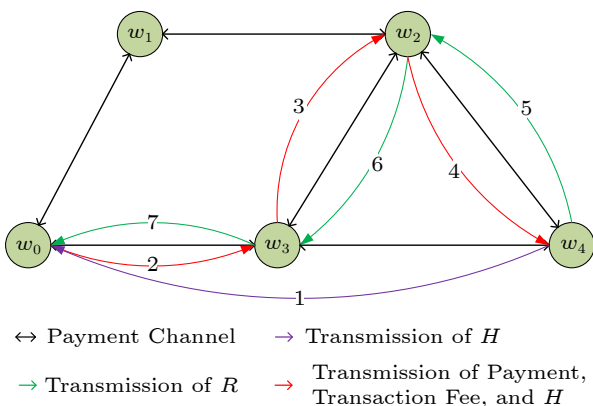 w1
w2
3
5
6
4
7
w0
w3
w4
2
1
Payment Channel
Transmission of H
Transmission of R
Transmission of Payment,
Transaction Fee, and H